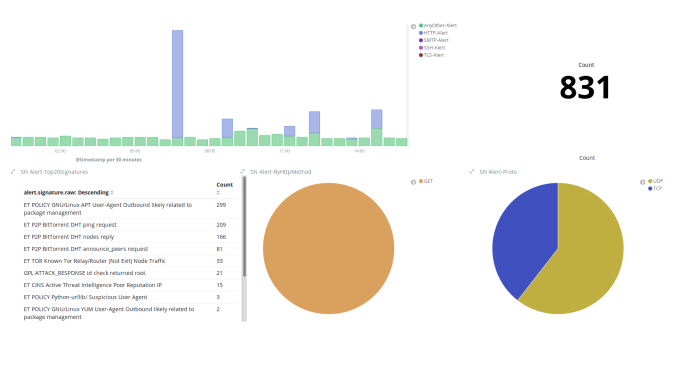 AnyOther-Alert
HTTP-Alert
SMTP-Alert
SSH-Alert
TLS-Alert
Count
831
02:00 05:00 08:00 11:00 14:00
@timestamp per 30 minutes
Count
SN Alert-Top20Signatures
SN Alert-ByHttpMethod
SN Alert-Proto
alert.signature.raw: Descending
Count
ET POLICY GNU/Linux APT User-Agent Outbound likely related to
package management
299
ET P2P BitTorrent DHT ping request 209
ET P2P BitTorrent DHT nodes reply 166
ET P2P BitTorrent DHT announce_peers request 81
ET TOR Known Tor Relay/Router (Not Exit) Node Traffic 33
GPL ATTACK_RESPONSE id check returned root 21
ET CINS Active Threat Intelligence Poor Reputation IP 15
ET POLICY Python-urllib/ Suspicious User Agent 3
ET POLICY GNU/Linux YUM User-Agent Outbound likely related to
package management
2
GET
UDP
TCP